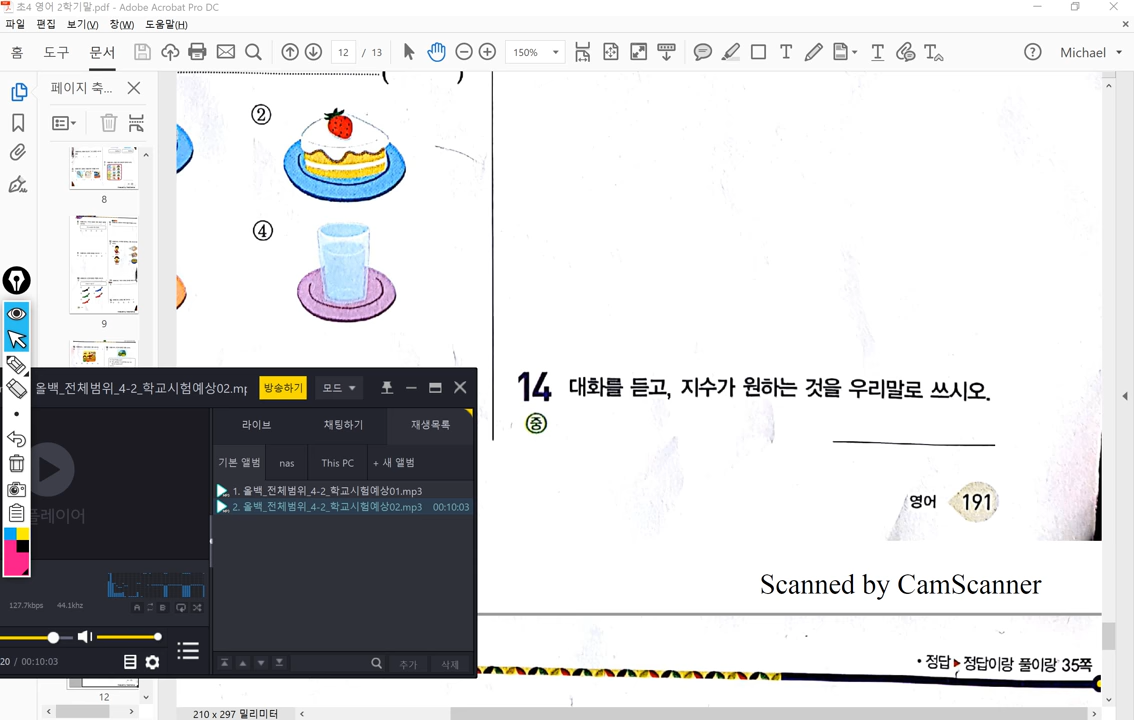 초4 영어 2학기말.pdf - Adobe Acrobat Pro DC
파일 편집 보기(V) 창(W) 도움말(H)
홈 도구 문서 12 / 13 150% Michael
페이지 축...
8
9
12
②
④
14 대화를 듣고, 지수가 원하는 것을 우리말로 쓰시오.
중
영어 191
Scanned by CamScanner
• 정답 ▶ 정답이랑 풀이랑 35쪽
올백_전체범위_4-2_학교시험예상02.mp 방송하기 모드
라이브 채팅하기 재생목록
기본 앨범 nas This PC + 새 앨범
1. 올백_전체범위_4-2_학교시험예상01.mp3
2. 올백_전체범위_4-2_학교시험예상02.mp3 00:10:03
플레이어
127.7kbps 44.1khz
A B
20 / 00:10:03
추가 삭제
210 x 297 밀리미터